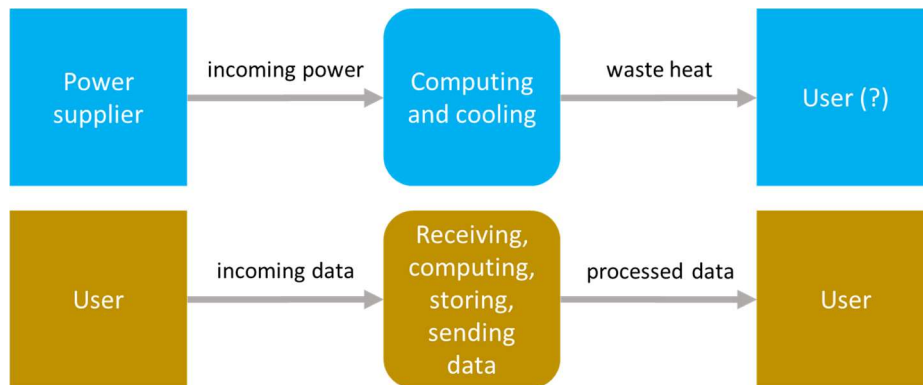 Power
supplier
incoming power
Computing
and cooling
waste heat
User (?)
User
incoming data
Receiving,
computing,
storing,
sending
data
processed data
User